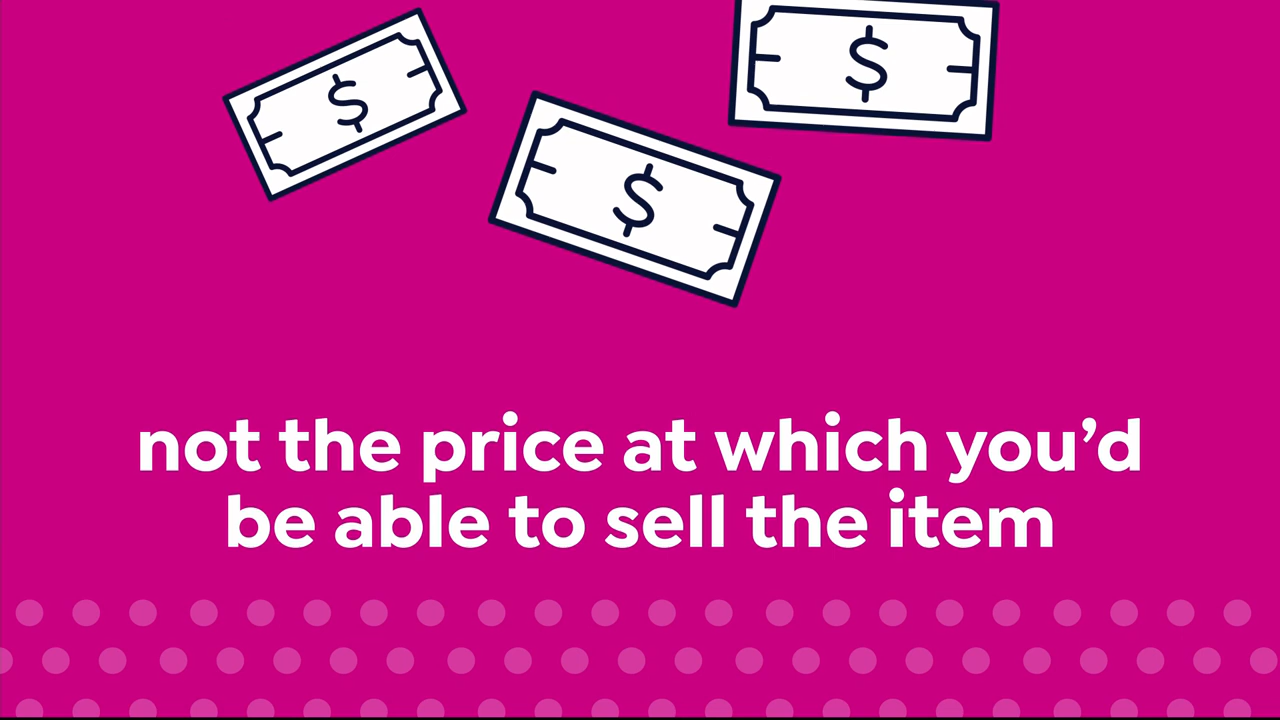 $
$
$
not the price at which you’d
be able to sell the item